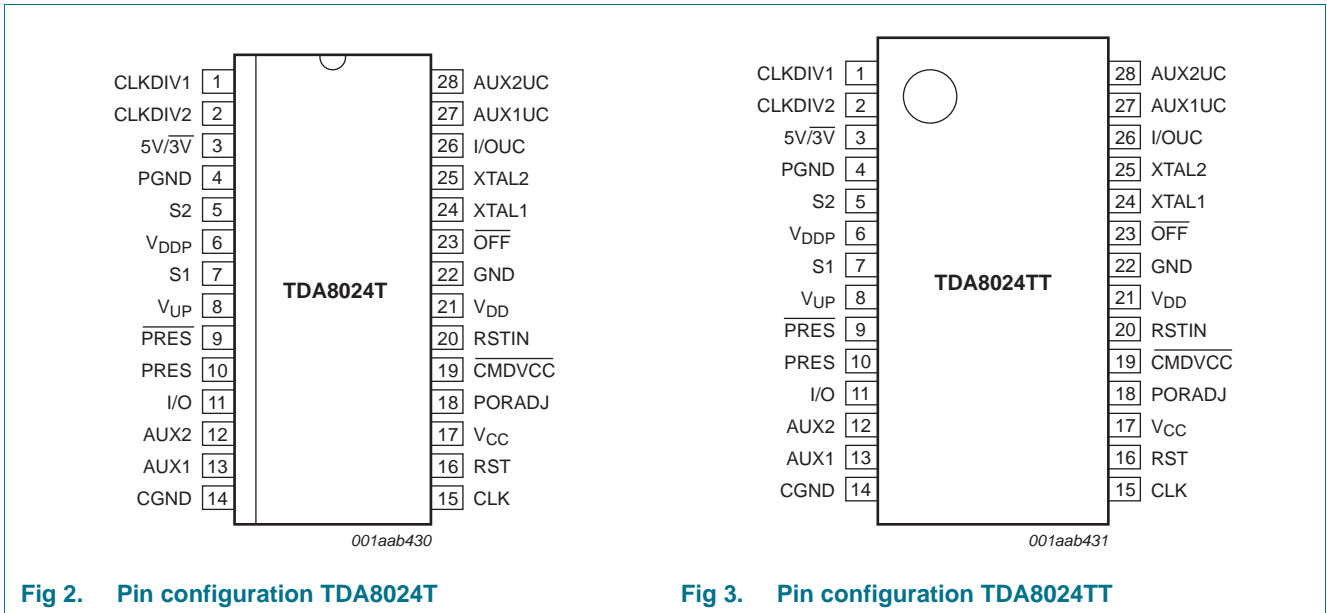 CLKDIV1 1 28 AUX2UC
CLKDIV2 2 27 AUX1UC
5V/3V̅ 3 26 I/OUC
PGND 4 25 XTAL2
S2 5 24 XTAL1
VDDP 6 23 O̅F̅F̅
S1 7 22 GND
TDA8024T
VUP 8 21 VDD
P̅R̅E̅S̅ 9 20 RSTIN
PRES 10 19 C̅M̅D̅V̅C̅C̅
I/O 11 18 PORADJ
AUX2 12 17 VCC
AUX1 13 16 RST
CGND 14 15 CLK
001aab430
Fig 2. Pin configuration TDA8024T
CLKDIV1 1 28 AUX2UC
CLKDIV2 2 27 AUX1UC
5V/3V̅ 3 26 I/OUC
PGND 4 25 XTAL2
S2 5 24 XTAL1
VDDP 6 23 O̅F̅F̅
S1 7 22 GND
TDA8024TT
VUP 8 21 VDD
P̅R̅E̅S̅ 9 20 RSTIN
PRES 10 19 C̅M̅D̅V̅C̅C̅
I/O 11 18 PORADJ
AUX2 12 17 VCC
AUX1 13 16 RST
CGND 14 15 CLK
001aab431
Fig 3. Pin configuration TDA8024TT